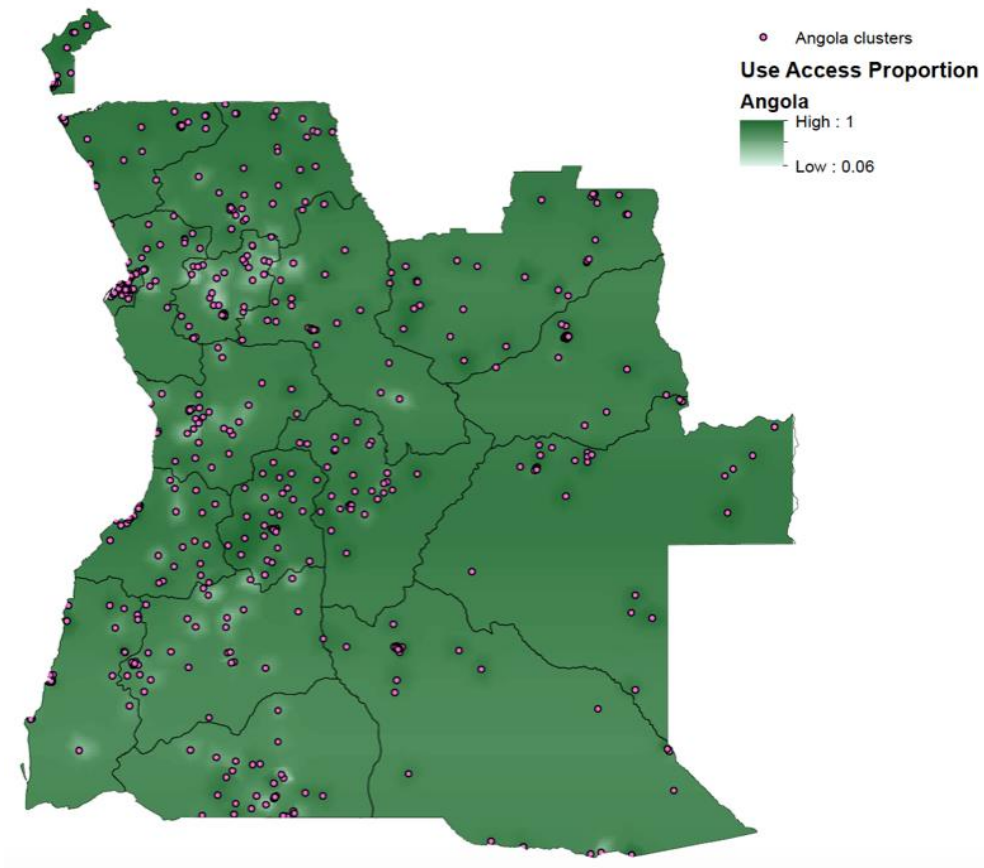 Angola clusters
Use Access Proportion
Angola
High : 1
Low : 0.06